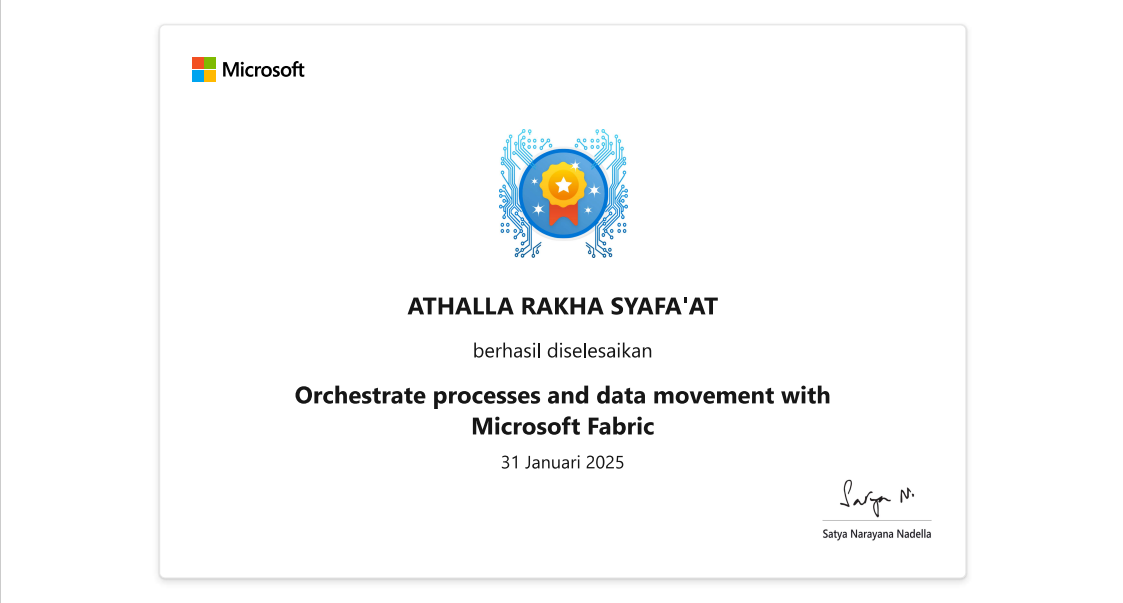 Microsoft
ATHALLA RAKHA SYAFA'AT
berhasil diselesaikan
Orchestrate processes and data movement with
Microsoft Fabric
31 Januari 2025
Satya N.
Satya Narayana Nadella